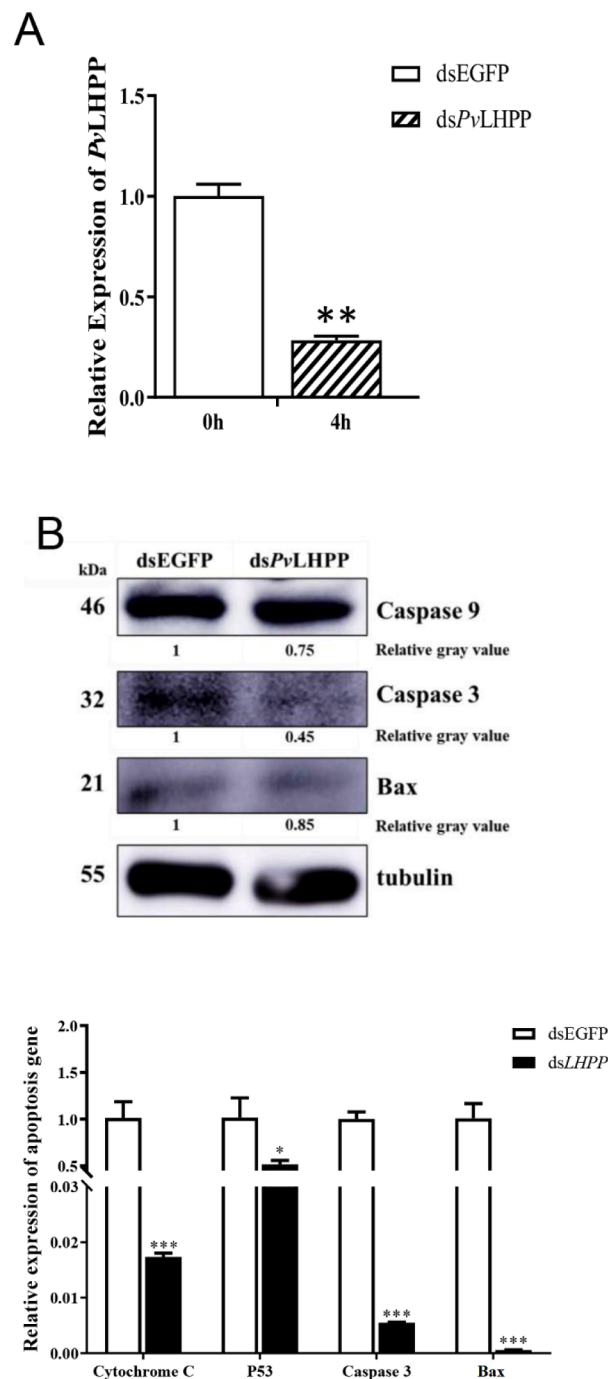 A
dsEGFP
dsPvLHPP
Relative Expression of PvLHPP
1.5
1.0
**
0.5
0.0
0h 4h
B
kDa dsEGFP dsPvLHPP
46 Caspase 9
1 0.75 Relative gray value
32 Caspase 3
1 0.45 Relative gray value
21 Bax
1 0.85 Relative gray value
55 tubulin
Relative expression of apoptosis gene
dsEGFP
dsLHPP
2.0
1.5
1.0
*
0.5
0.03
0.02
***
0.01
***
***
0.00
Cytochrome C P53 Caspase 3 Bax